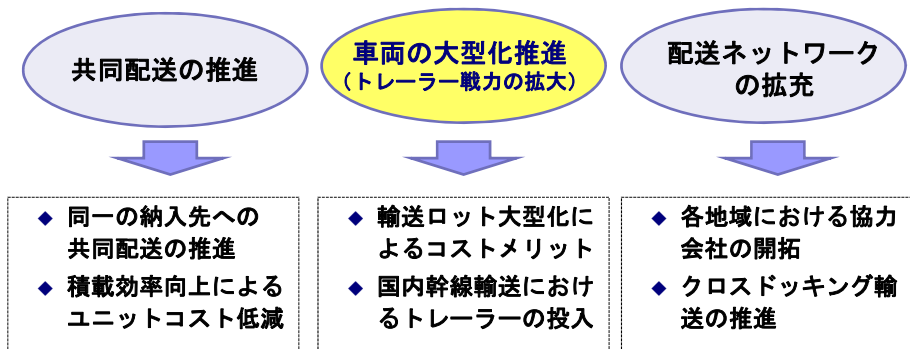 共同配送の推進
車両の大型化推進
（トレーラー戦力の拡大）
配送ネットワーク
の拡充
◆ 同一の納入先への
共同配送の推進
◆ 積載効率向上による
ユニットコスト低減
◆ 輸送ロット大型化に
よるコストメリット
◆ 国内幹線輸送におけ
るトレーラーの投入
◆ 各地域における協力
会社の開拓
◆ クロスドッキング輸
送の推進